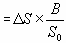 = ΔS × B / S₀